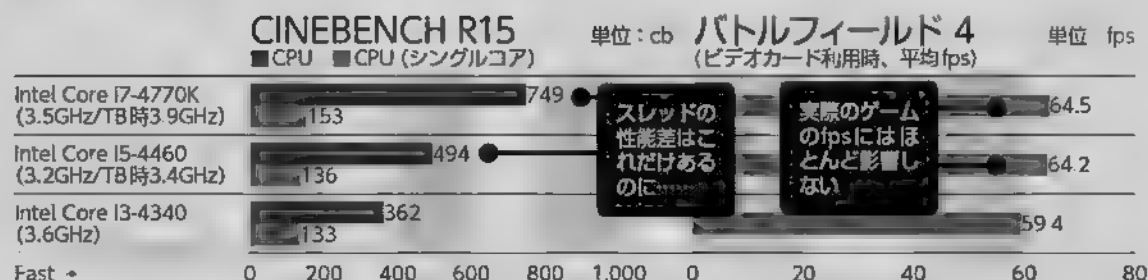 CINEBENCH R15 単位：cb
■CPU ■CPU（シングルコア）
バトルフィールド 4 単位 fps
（ビデオカード利用時、平均fps）
Intel Core i7-4770K
(3.5GHz/TB時3.9GHz)
749
153
64.5
Intel Core i5-4460
(3.2GHz/TB時3.4GHz)
494
136
64.2
Intel Core i3-4340
(3.6GHz)
362
133
59.4
スレッドの
性能差はこ
れだけある
のに……
実際のゲーム
のfpsにはほ
とんど影響し
ない
Fast
0 200 400 600 800 1,000
0 20 40 60 80